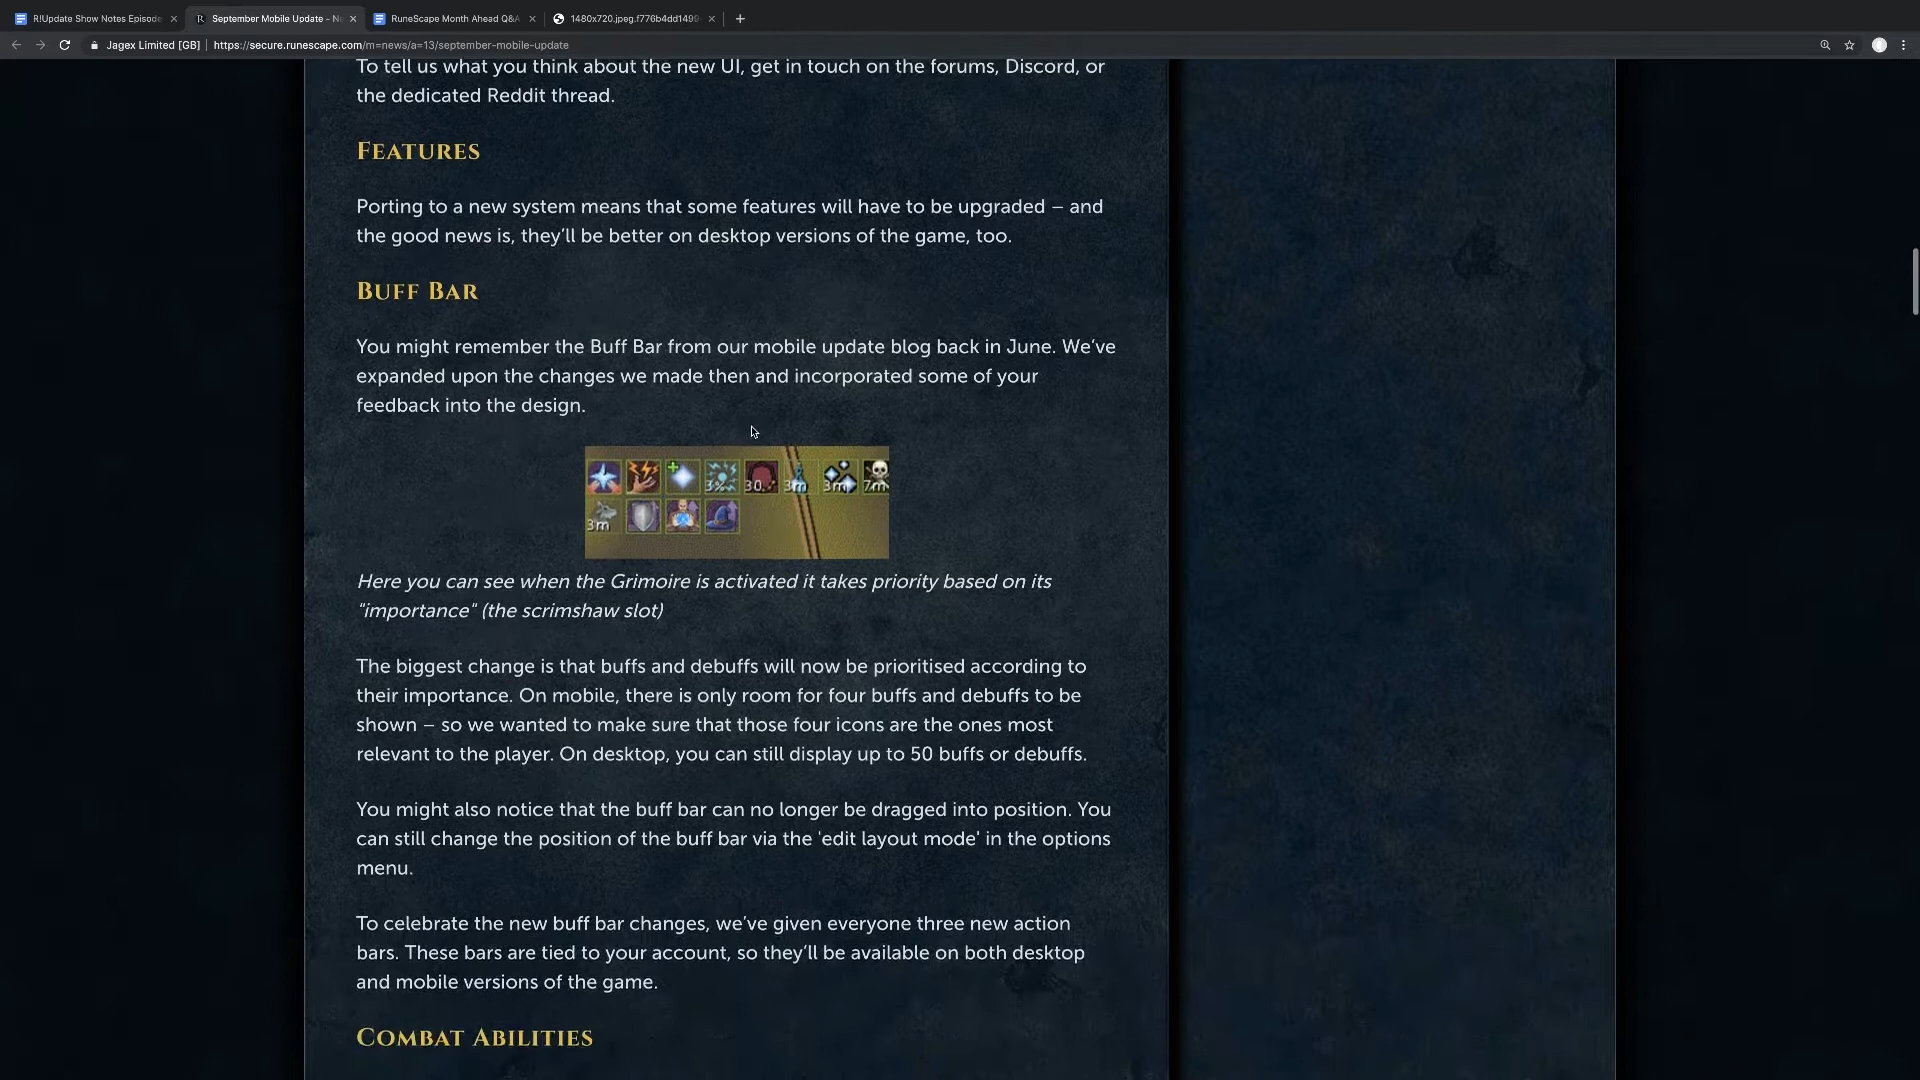 R!Update Show Notes Episode
September Mobile Update - Ne
RuneScape Month Ahead Q&A
1480x720.jpeg.f776b4dd1499
Jagex Limited [GB]
https://secure.runescape.com/m=news/a=13/september-mobile-update
To tell us what you think about the new UI, get in touch on the forums, Discord, or
the dedicated Reddit thread.
Features
Porting to a new system means that some features will have to be upgraded – and
the good news is, they’ll be better on desktop versions of the game, too.
Buff Bar
You might remember the Buff Bar from our mobile update blog back in June. We’ve
expanded upon the changes we made then and incorporated some of your
feedback into the design.
3% 30. 3m 3m 7m
3m
Here you can see when the Grimoire is activated it takes priority based on its
"importance" (the scrimshaw slot)
The biggest change is that buffs and debuffs will now be prioritised according to
their importance. On mobile, there is only room for four buffs and debuffs to be
shown – so we wanted to make sure that those four icons are the ones most
relevant to the player. On desktop, you can still display up to 50 buffs or debuffs.
You might also notice that the buff bar can no longer be dragged into position. You
can still change the position of the buff bar via the 'edit layout mode' in the options
menu.
To celebrate the new buff bar changes, we’ve given everyone three new action
bars. These bars are tied to your account, so they’ll be available on both desktop
and mobile versions of the game.
Combat Abilities